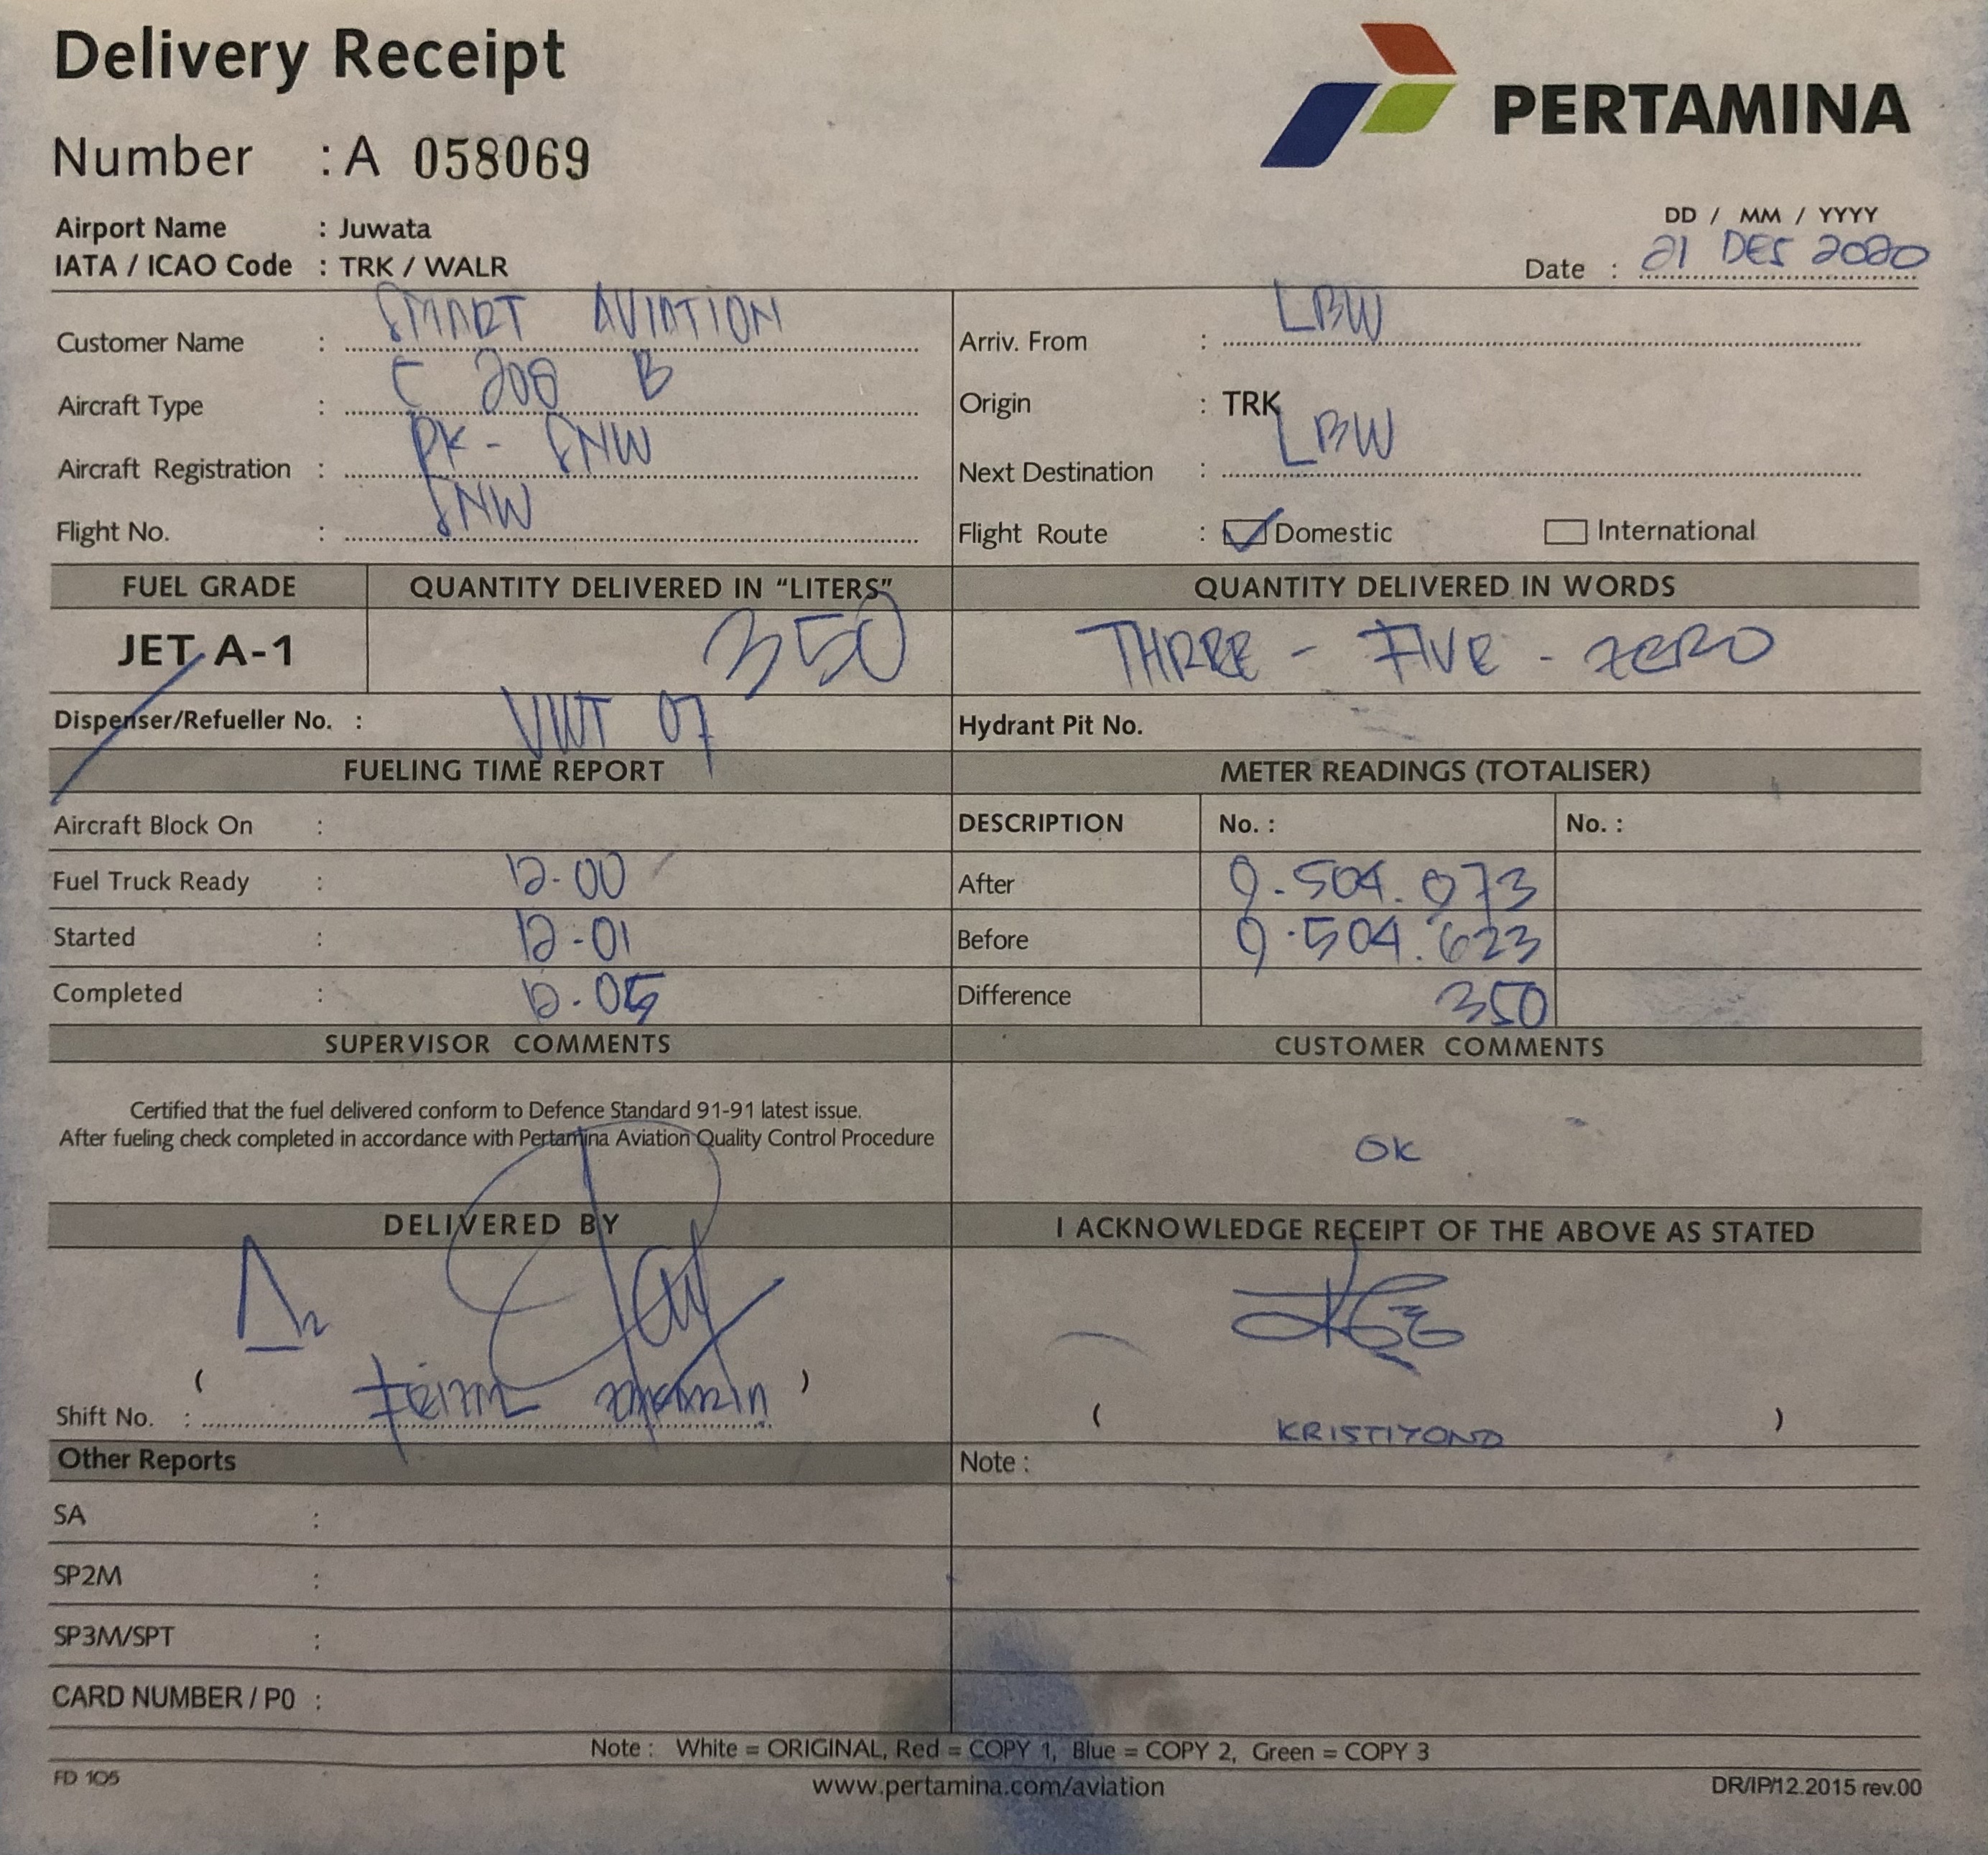 Delivery Receipt
PERTAMINA
Number : A 058069
Airport Name : Juwata
IATA / ICAO Code : TRK / WALR
DD / MM / YYYY
Date : 21 DES 2020
Customer Name : SMART AVIATION
Aircraft Type : C 208 B
Aircraft Registration : PK - SNW
Flight No. : SNW
Arriv. From : LBW
Origin : TRK
Next Destination : LBW
Flight Route : Domestic International
FUEL GRADE QUANTITY DELIVERED IN “LITERS” QUANTITY DELIVERED IN WORDS
JET A-1 350 THREE - FIVE - ZERO
Dispenser/Refueller No. : VWT 07 Hydrant Pit No.
FUELING TIME REPORT METER READINGS (TOTALISER)
Aircraft Block On : DESCRIPTION No. : No. :
Fuel Truck Ready : 12.00 After 9.504.973
Started : 12-01 Before 9.504.623
Completed : 12.05 Difference 350
SUPERVISOR COMMENTS CUSTOMER COMMENTS
Certified that the fuel delivered conform to Defence Standard 91-91 latest issue.
After fueling check completed in accordance with Pertamina Aviation Quality Control Procedure
OK
DELIVERED BY I ACKNOWLEDGE RECEIPT OF THE ABOVE AS STATED
( )
Shift No. :
( KRISTIYONO )
Other Reports Note :
SA :
SP2M :
SP3M/SPT :
CARD NUMBER / PO :
Note : White = ORIGINAL, Red = COPY 1, Blue = COPY 2, Green = COPY 3
FD 105 www.pertamina.com/aviation DR/IP/12.2015 rev.00